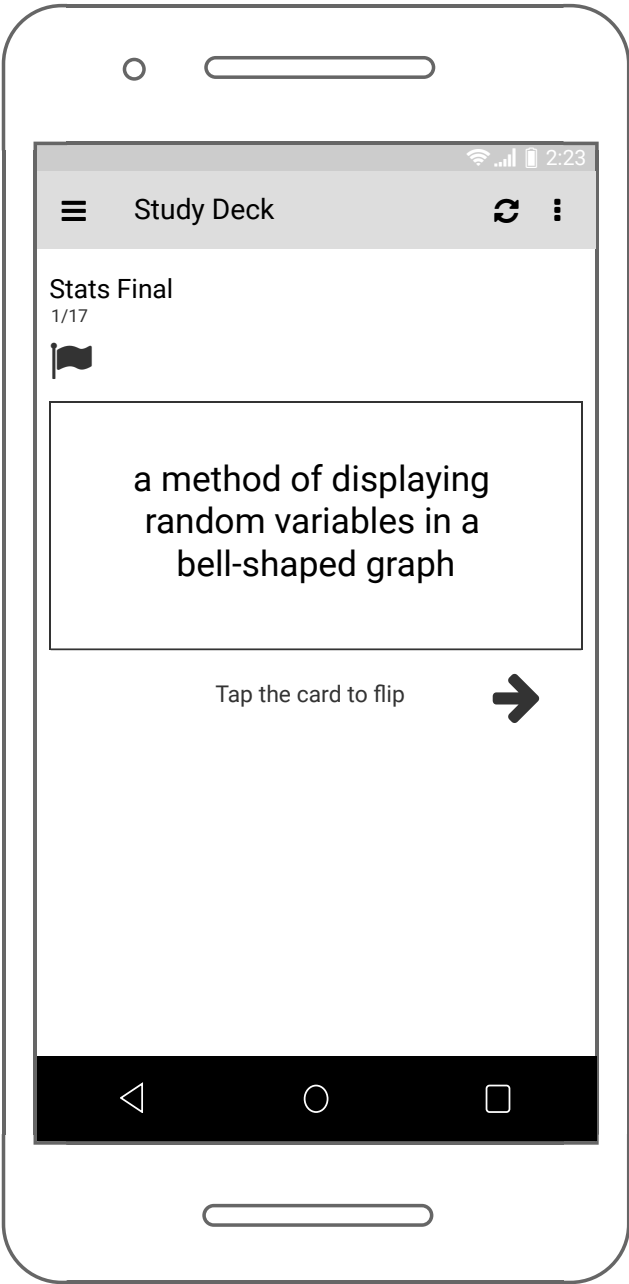 2:23
Study Deck
Stats Final
1/17
a method of displaying
random variables in a
bell-shaped graph
Tap the card to flip